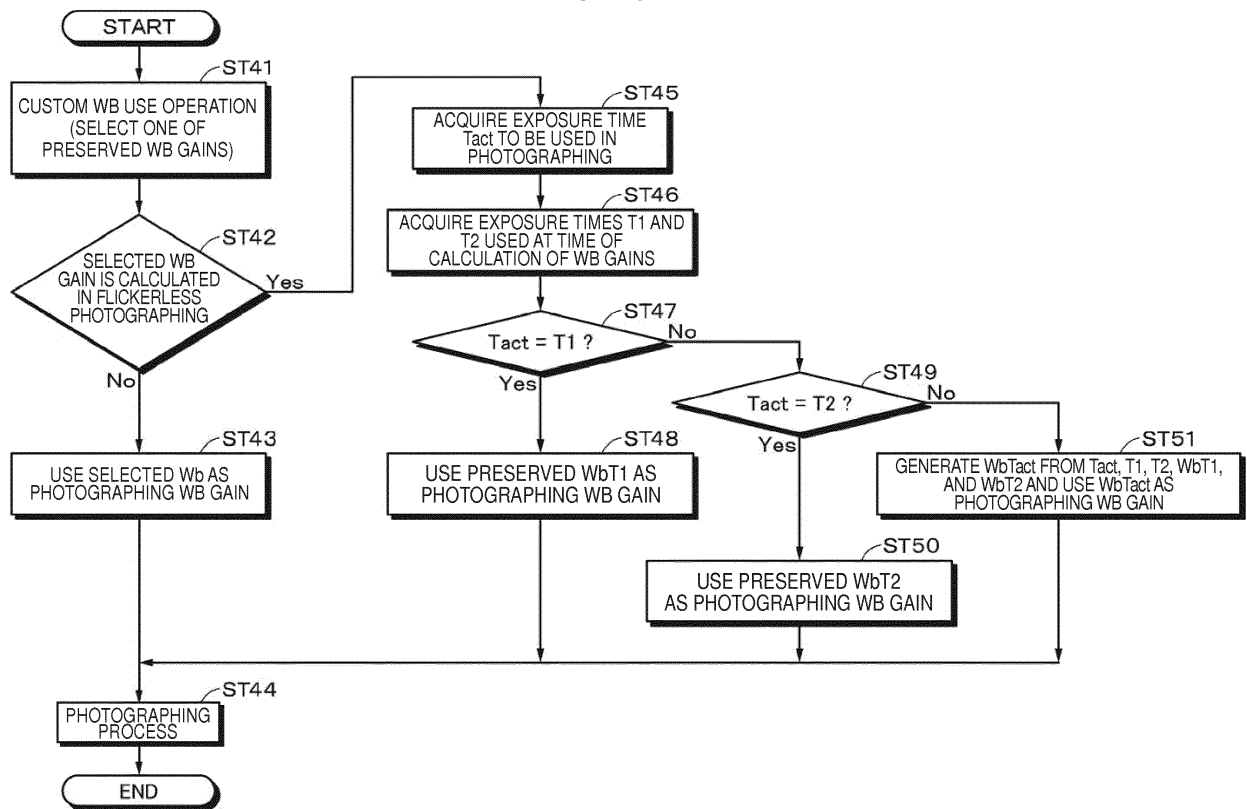 START
ST41
CUSTOM WB USE OPERATION
(SELECT ONE OF
PRESERVED WB GAINS)
ST42
SELECTED WB
GAIN IS CALCULATED
IN FLICKERLESS
PHOTOGRAPHING
Yes
No
ST43
USE SELECTED Wb AS
PHOTOGRAPHING WB GAIN
ST44
PHOTOGRAPHING
PROCESS
END
ST45
ACQUIRE EXPOSURE TIME
Tact TO BE USED IN
PHOTOGRAPHING
ST46
ACQUIRE EXPOSURE TIMES T1 AND
T2 USED AT TIME OF
CALCULATION OF WB GAINS
ST47
Tact = T1 ?
No
Yes
ST48
USE PRESERVED WbT1 AS
PHOTOGRAPHING WB GAIN
ST49
Tact = T2 ?
No
Yes
ST50
USE PRESERVED WbT2
AS PHOTOGRAPHING WB GAIN
ST51
GENERATE WbTact FROM Tact, T1, T2, WbT1,
AND WbT2 AND USE WbTact AS
PHOTOGRAPHING WB GAIN